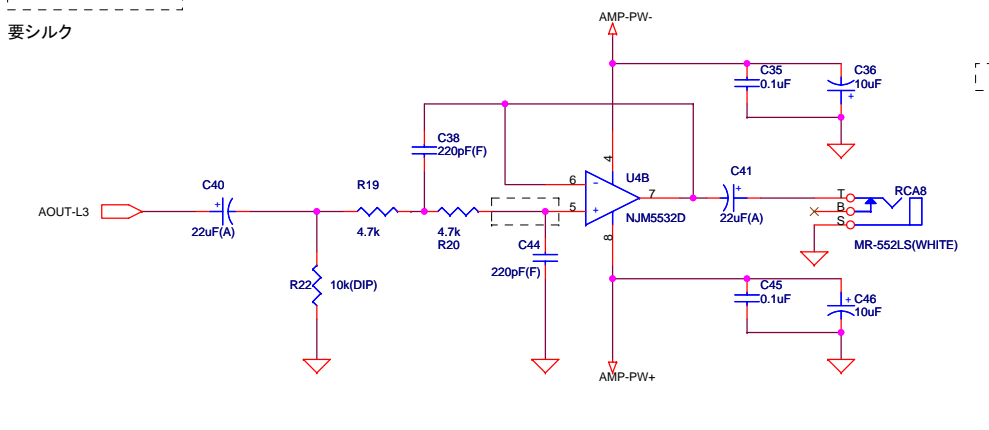 要シルク
AMP-PW-
C35
0.1uF
C36
10uF
+
C38
220pF(F)
4
U4B
C41
6
-
7
+
T
RCA8
C40
R19
AOUT-L3
+
5
+
NJM5532D
22uF(A)
B
22uF(A)
4.7k
4.7k
R20
C44
8
S
MR-552LS(WHITE)
220pF(F)
R22
10k(DIP)
C45
0.1uF
+
C46
10uF
AMP-PW+